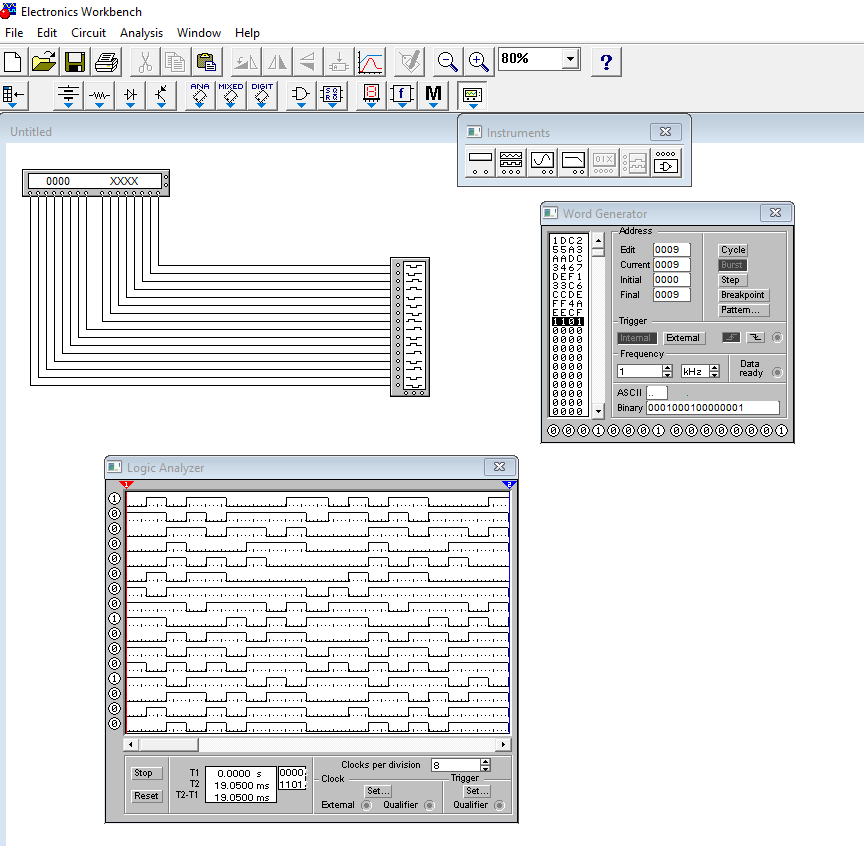 Electronics Workbench
File Edit Circuit Analysis Window Help
80%
?
ANA MIXED DIGIT
f M
Untitled
Instruments
0000 XXXX
Word Generator
1DC2
55A3
AADC
3467
DEF1
33C6
CCDE
FF4A
EECF
1101
0000
0000
0000
0000
0000
0000
0000
0000
0000
0000
Address
Edit 0009
Current 0009
Initial 0000
Final 0009
Cycle
Burst
Step
Breakpoint
Pattern...
Trigger
Internal External
Frequency
1 kHz
Data
ready
ASCII ..
Binary 0001000100000001
0 0 0 1 0 0 0 1 0 0 0 0 0 0 0 1
Logic Analyzer
1 2
1
0
0
0
0
0
0
0
1
0
0
0
1
0
0
0
Stop
Reset
T1 0.0000 s 0000
T2 19.0500 ms 1101
T2-T1 19.0500 ms
Clocks per division 8
Clock
Set...
External Qualifier
Trigger
Set...
Qualifier